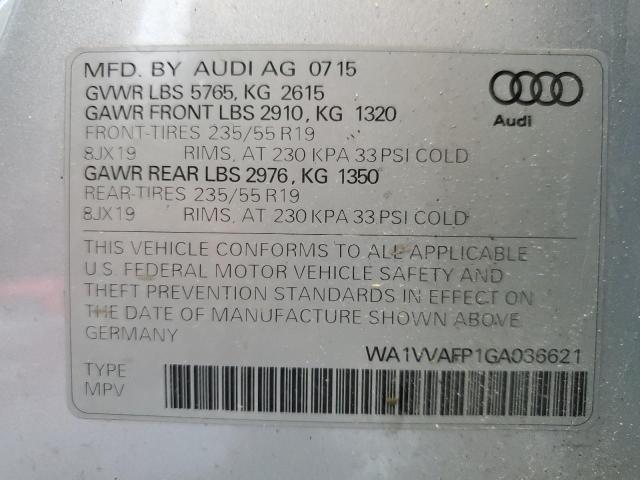 MFD. BY AUDI AG 07 15
GVWR LBS 5765, KG 2615
GAWR FRONT LBS 2910, KG 1320
FRONT-TIRES 235/55 R19
8JX19 RIMS, AT 230 KPA 33 PSI COLD
GAWR REAR LBS 2976, KG 1350
REAR-TIRES 235/55 R19
8JX19 RIMS, AT 230 KPA 33 PSI COLD
Audi
THIS VEHICLE CONFORMS TO ALL APPLICABLE
U.S. FEDERAL MOTOR VEHICLE SAFETY AND
THEFT PREVENTION STANDARDS IN EFFECT ON
THE DATE OF MANUFACTURE SHOWN ABOVE
GERMANY
WA1VVAFP1GA036621
TYPE
MPV